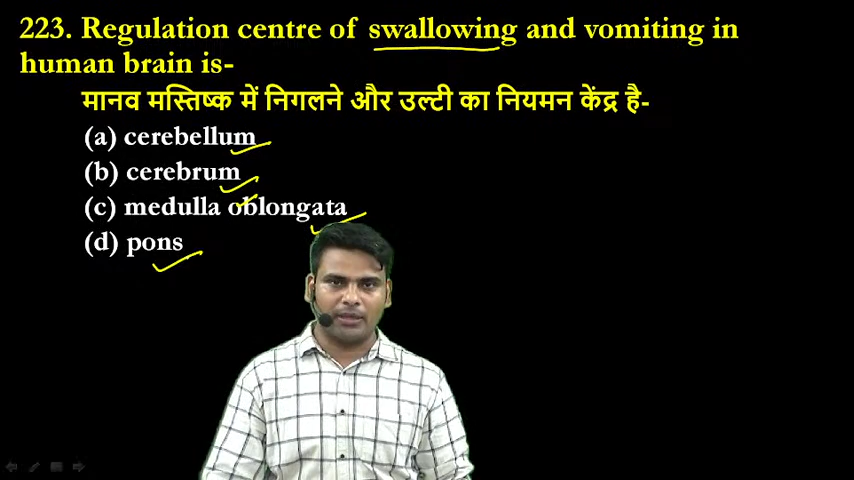 223. Regulation centre of swallowing and vomiting in
human brain is-
मानव मस्तिष्क में निगलने और उल्टी का नियमन केंद्र है-
(a) cerebellum
(b) cerebrum
(c) medulla oblongata
(d) pons